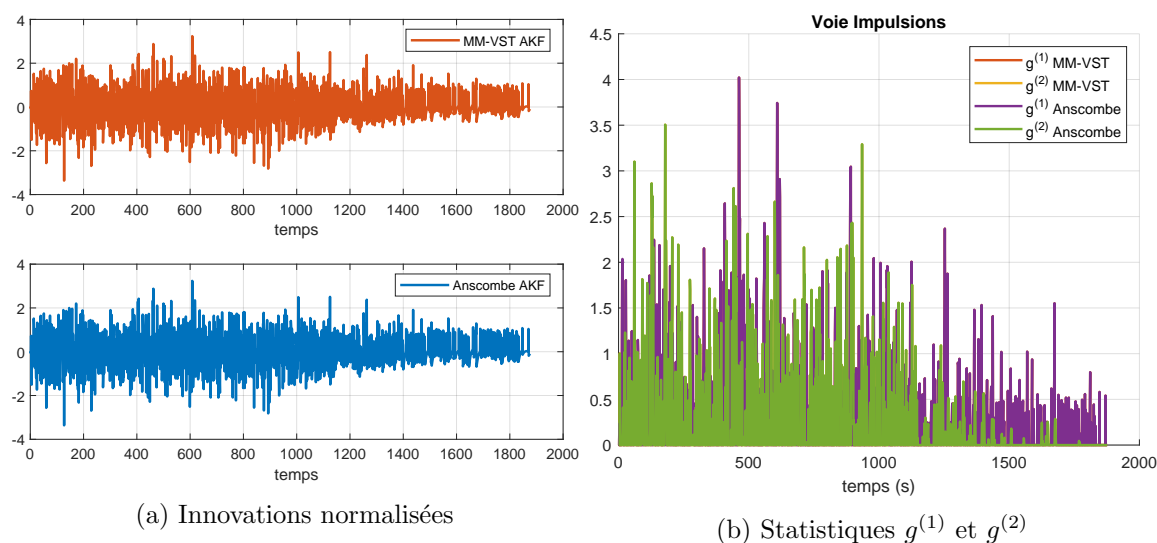 4
2
0
-2
-4
MM-VST AKF
0 200 400 600 800 1000 1200 1400 1600 1800 2000
temps
4
2
0
-2
-4
Anscombe AKF
0 200 400 600 800 1000 1200 1400 1600 1800 2000
temps
(a) Innovations normalisées
Voie Impulsions
4.5
4
3.5
3
2.5
2
1.5
1
0.5
0
g(1) MM-VST
g(2) MM-VST
g(1) Anscombe
g(2) Anscombe
0 500 1000 1500 2000
temps (s)
(b) Statistiques g(1) et g(2)